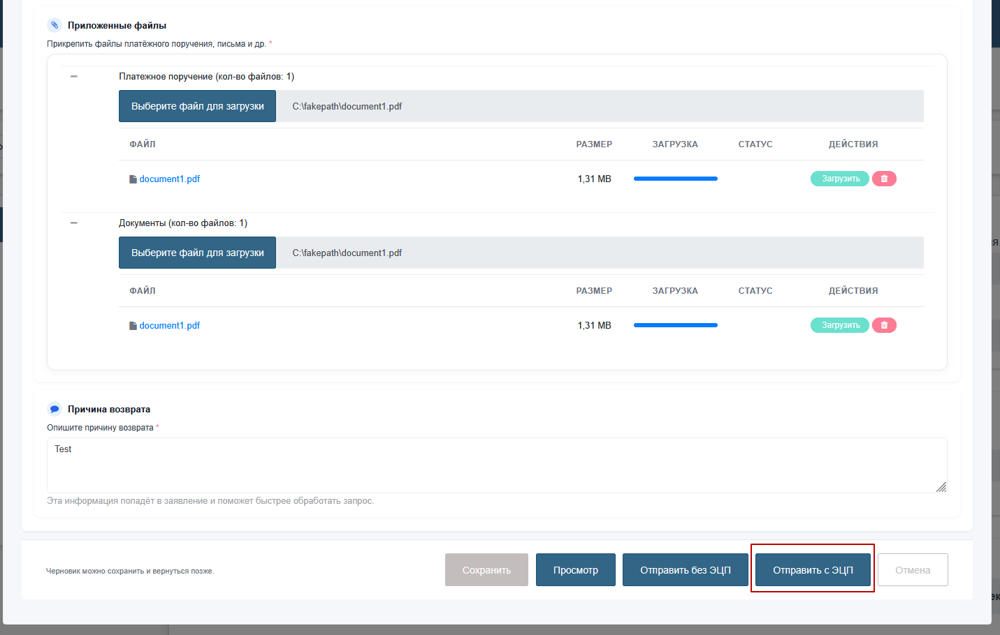 Приложенные файлы
Прикрепить файлы платёжного поручения, письма и др. *
Платежное поручение (кол-во файлов: 1)
Выберите файл для загрузки C:\fakepath\document1.pdf
ФАЙЛ РАЗМЕР ЗАГРУЗКА СТАТУС ДЕЙСТВИЯ
document1.pdf 1,31 MB Загрузить
Документы (кол-во файлов: 1)
Выберите файл для загрузки C:\fakepath\document1.pdf
ФАЙЛ РАЗМЕР ЗАГРУЗКА СТАТУС ДЕЙСТВИЯ
document1.pdf 1,31 MB Загрузить
Причина возврата
Опишите причину возврата *
Test
Эта информация попадёт в заявление и поможет быстрее обработать запрос.
Черновик можно сохранить и вернуться позже. Сохранить Просмотр Отправить без ЭЦП Отправить с ЭЦП Отмена